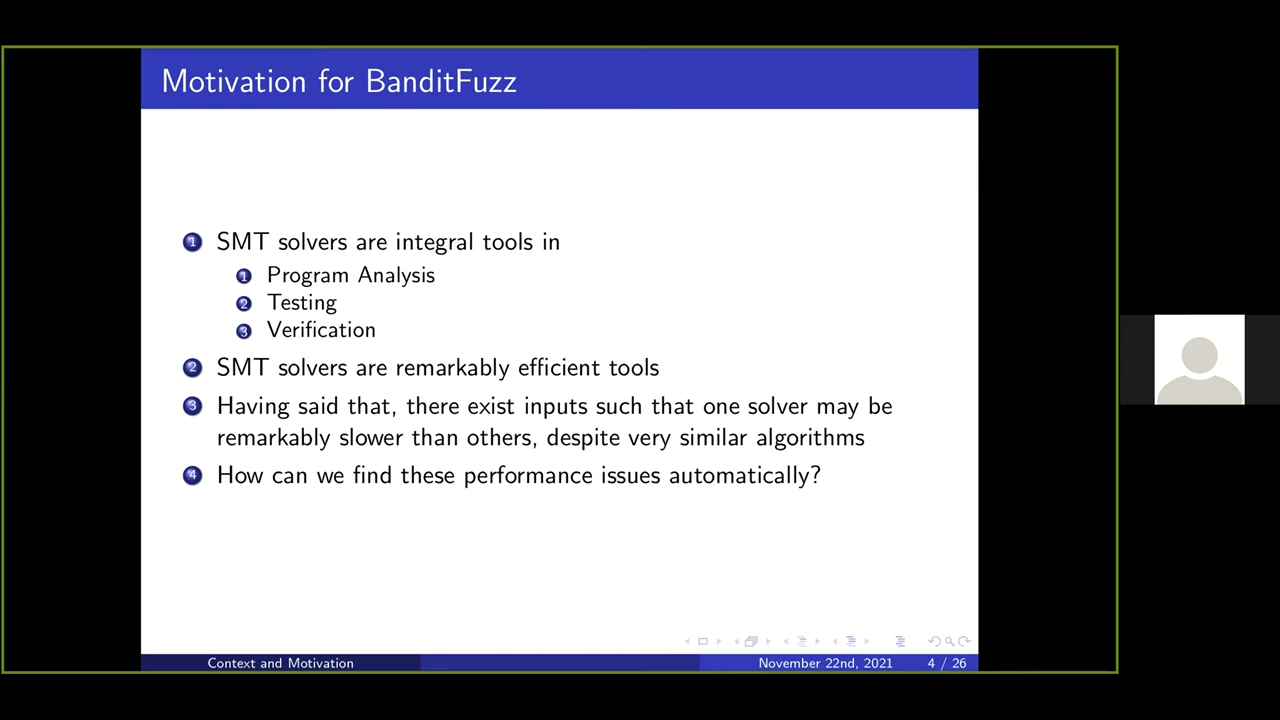 Motivation for BanditFuzz
1 SMT solvers are integral tools in
1 Program Analysis
2 Testing
3 Verification
2 SMT solvers are remarkably efficient tools
3 Having said that, there exist inputs such that one solver may be
remarkably slower than others, despite very similar algorithms
4 How can we find these performance issues automatically?
Context and Motivation November 22nd, 2021 4 / 26